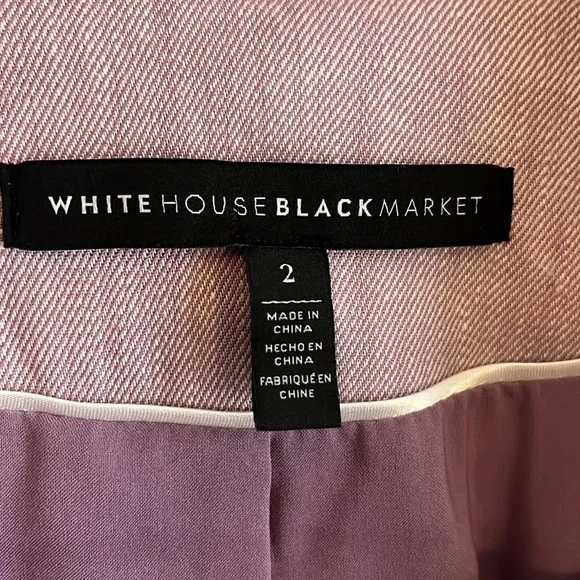 WHITE HOUSE BLACK MARKET
2
MADE IN
CHINA
HECHO EN
CHINA
FABRIQUÉ EN
CHINE